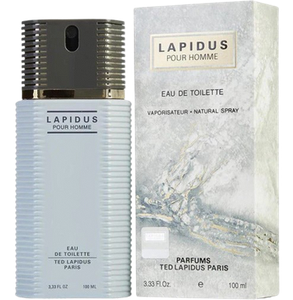 LAPIDUS
POUR HOMME
EAU
DE TOILETTE
TED LAPIDUS
PARIS
3,33 FL.OZ. 100 ML
LAPIDUS
POUR HOMME
EAU DE TOILETTE
VAPORISATEUR • NATURAL SPRAY
PARFUMS
TED LAPIDUS PARIS
3.33 Fl.Oz. ℮ 100 ml